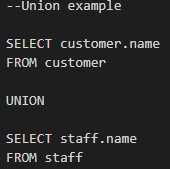 --Union example
SELECT customer.name
FROM customer
UNION
SELECT staff.name
FROM staff